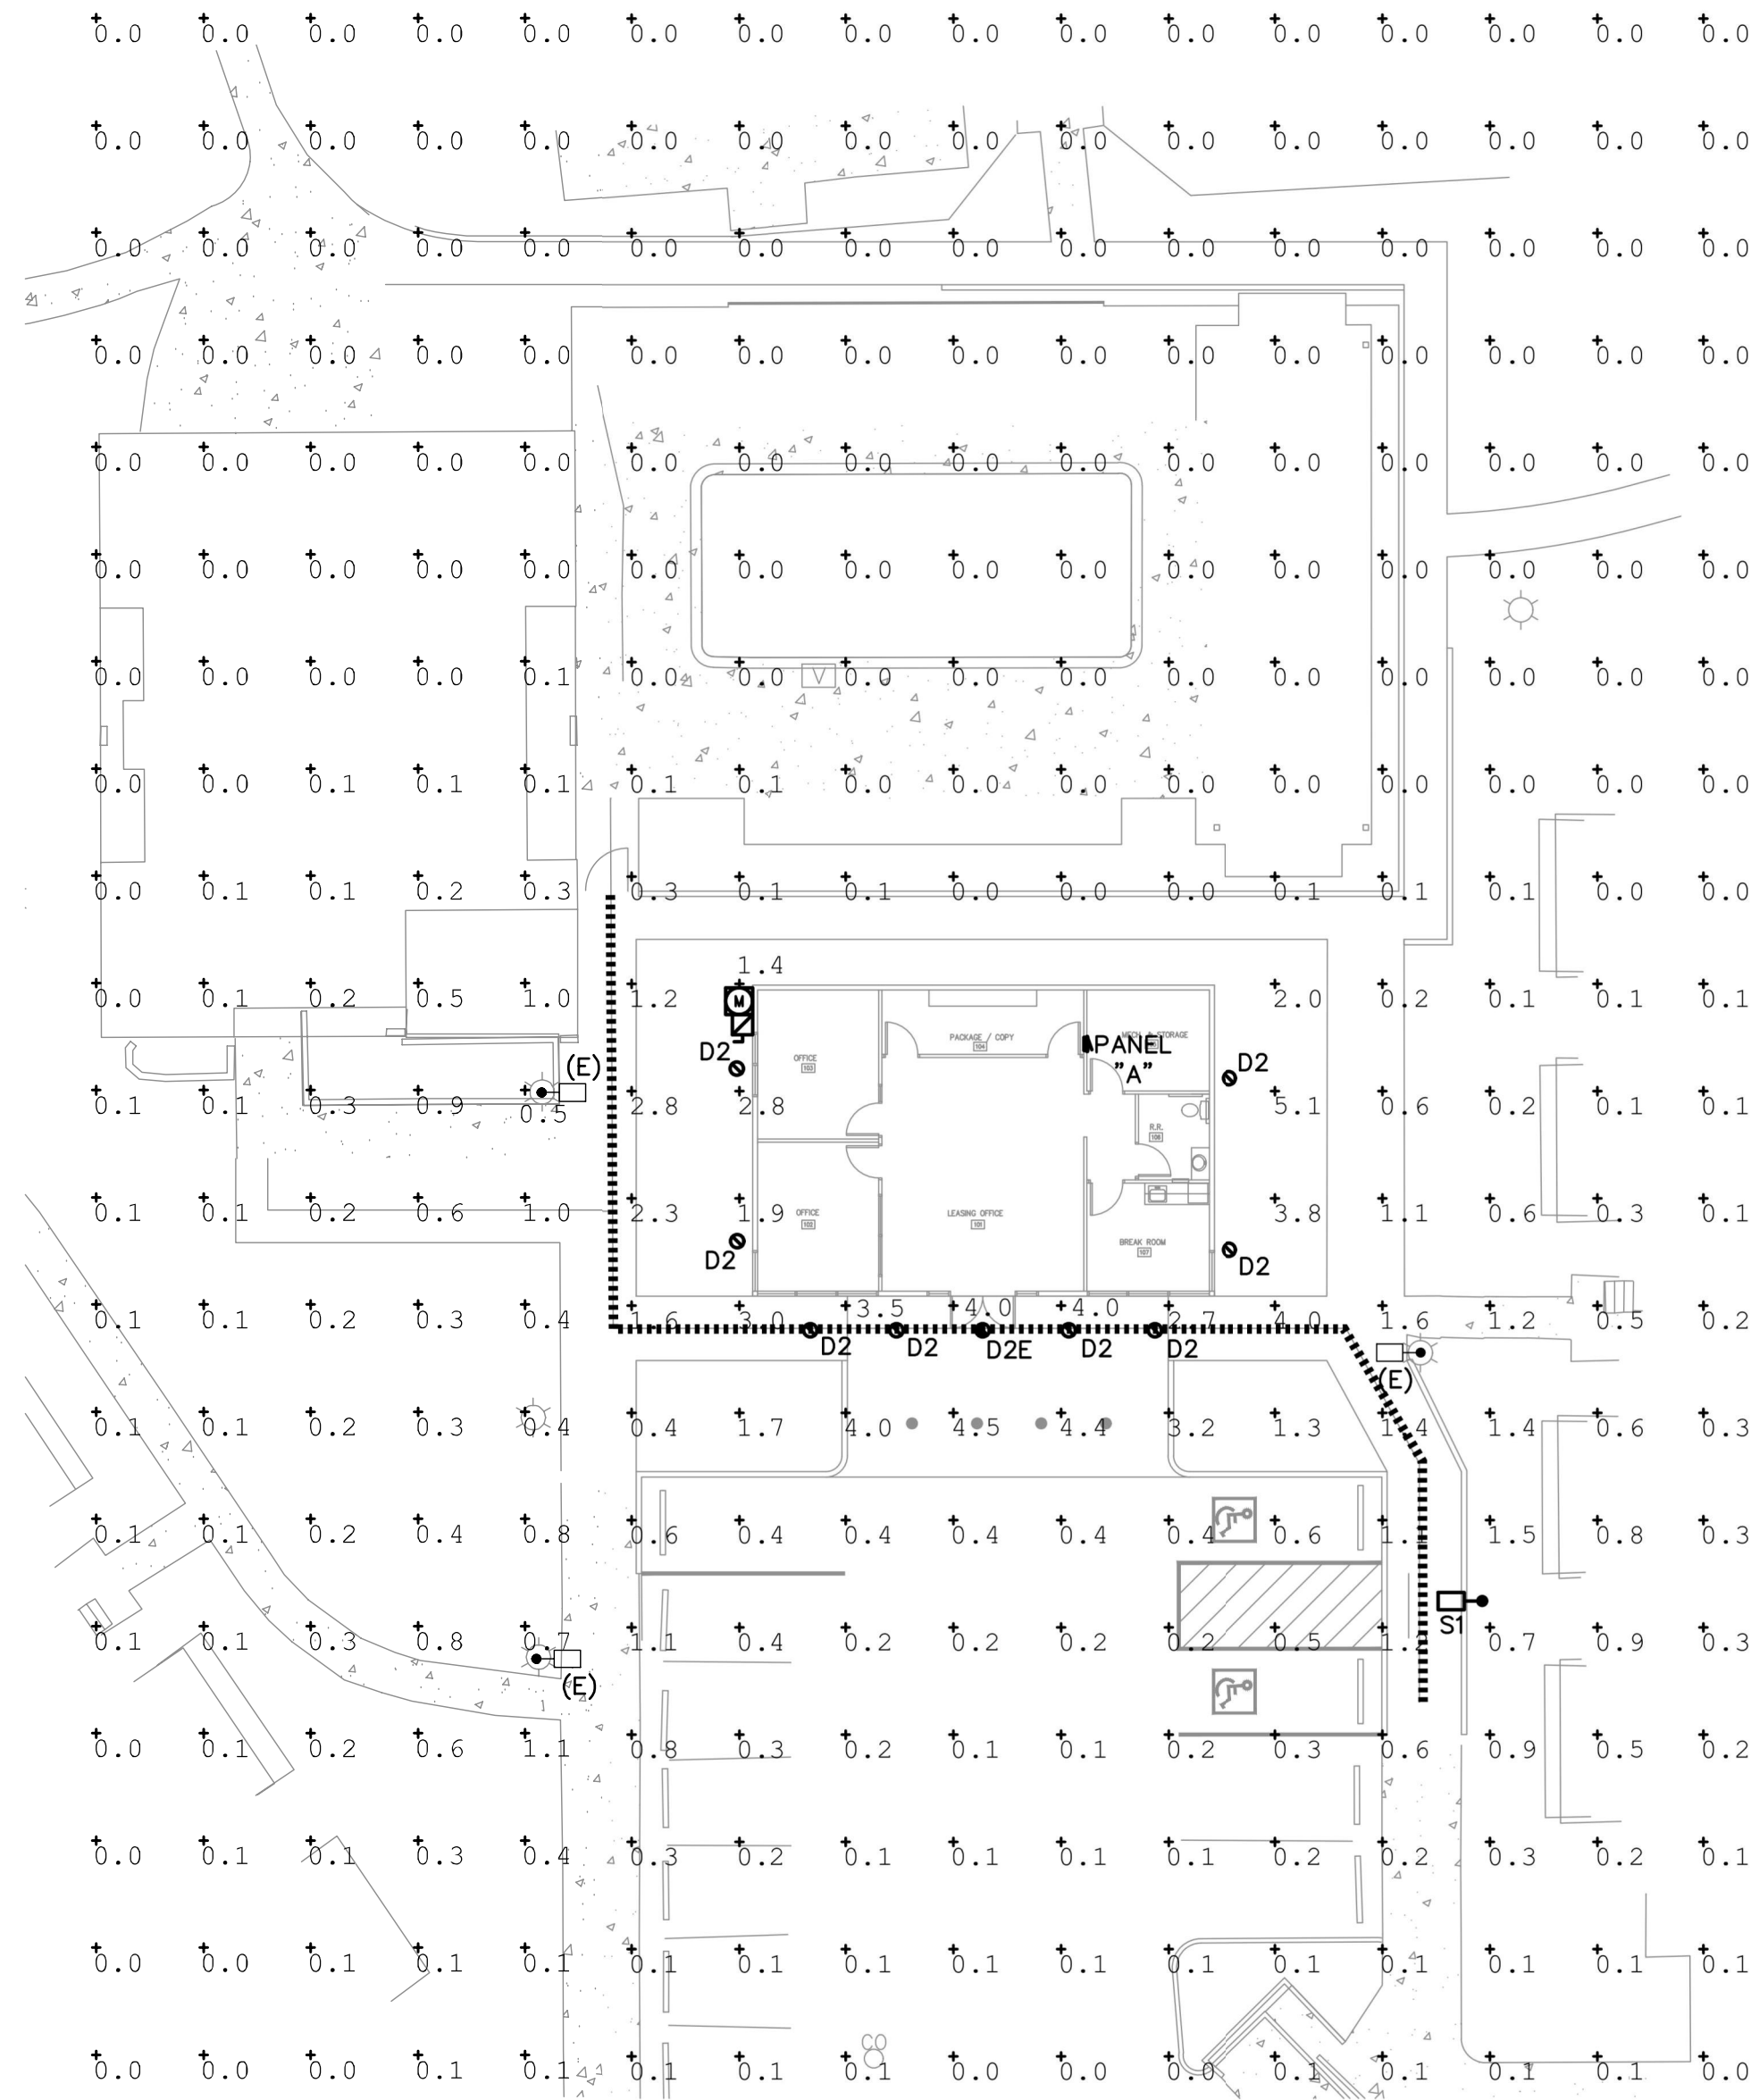 0.0 0.0 0.0 0.0 0.0 0.0 0.0 0.0 0.0 0.0 0.0 0.0 0.0 0.0 0.0 0.0
0.0 0.0 0.0 0.0 0.0 0.0 0.0 0.0 0.0 0.0 0.0 0.0 0.0 0.0 0.0 0.0
0.0 0.0 0.0 0.0 0.0 0.0 0.0 0.0 0.0 0.0 0.0 0.0 0.0 0.0 0.0 0.0
0.0 0.0 0.0 0.0 0.0 0.0 0.0 0.0 0.0 0.0 0.0 0.0 0.0 0.0 0.0 0.0
0.0 0.0 0.0 0.0 0.0 0.0 0.0 0.0 0.0 0.0 0.0 0.0 0.0 0.0 0.0 0.0
0.0 0.0 0.0 0.0 0.0 0.0 0.0 0.0 0.0 0.0 0.0 0.0 0.0 0.0 0.0 0.0
0.0 0.0 0.0 0.0 0.1 0.0 0.0 0.0 0.0 0.0 0.0 0.0 0.0 0.0 0.0 0.0
V
0.0 0.0 0.1 0.1 0.1 0.1 0.1 0.0 0.0 0.0 0.0 0.0 0.0 0.0 0.0 0.0
0.0 0.1 0.1 0.2 0.3 0.3 0.1 0.1 0.0 0.0 0.0 0.1 0.1 0.1 0.0 0.0
1.4
0.0 0.1 0.2 0.5 1.0 1.2 2.0 0.2 0.1 0.1 0.1
M
PACKAGE / COPY
104
MECH. & STORAGE
PANEL
"A"
D2
OFFICE
103
D2
(E)
0.1 0.1 0.3 0.9 0.5 2.8 2.8 5.1 0.6 0.2 0.1 0.1
R.R.
106
0.1 0.1 0.2 0.6 1.0 2.3 1.9 3.8 1.1 0.6 0.3 0.1
OFFICE
102
LEASING OFFICE
101
BREAK ROOM
107
D2
D2
3.5 4.0 4.0
0.1 0.1 0.2 0.3 0.4 1.6 3.0 2.7 4.0 1.6 1.2 0.5 0.2
D2 D2 D2E D2 D2
(E)
0.1 0.1 0.2 0.3 0.4 0.4 1.7 4.0 4.5 4.4 3.2 1.3 1.4 1.4 0.6 0.3
0.1 0.1 0.2 0.4 0.8 0.6 0.4 0.4 0.4 0.4 0.4 0.6 1.1 1.5 0.8 0.3
S1
0.1 0.1 0.3 0.8 0.7 1.1 0.4 0.2 0.2 0.2 0.2 0.5 1.2 0.7 0.9 0.3
(E)
0.0 0.1 0.2 0.6 1.1 0.8 0.3 0.2 0.1 0.1 0.2 0.3 0.6 0.9 0.5 0.2
0.0 0.1 0.1 0.3 0.4 0.3 0.2 0.1 0.1 0.1 0.1 0.2 0.2 0.3 0.2 0.1
0.0 0.0 0.1 0.1 0.1 0.1 0.1 0.1 0.1 0.1 0.1 0.1 0.1 0.1 0.1 0.1
CO
0.0 0.0 0.0 0.1 0.1 0.1 0.1 0.1 0.0 0.0 0.0 0.1 0.1 0.1 0.1 0.0